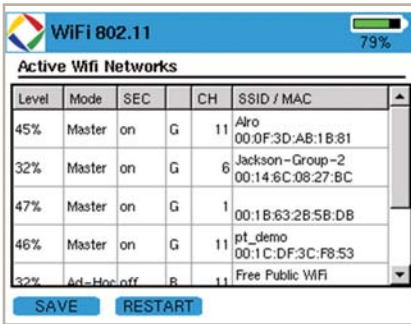 WiFi 802.11
79%
Active Wifi Networks
Level Mode SEC CH SSID / MAC
45% Master on G 11 Alro
00:0F:3D:AB:1B:81
32% Master on G 6 Jackson-Group-2
00:14:6C:08:27:BC
47% Master on G 1
00:1B:63:2B:5B:DB
46% Master on G 11 pt_demo
00:1C:DF:3C:F8:53
32% Ad-Hoc off B 11 Free Public WiFi
SAVE RESTART